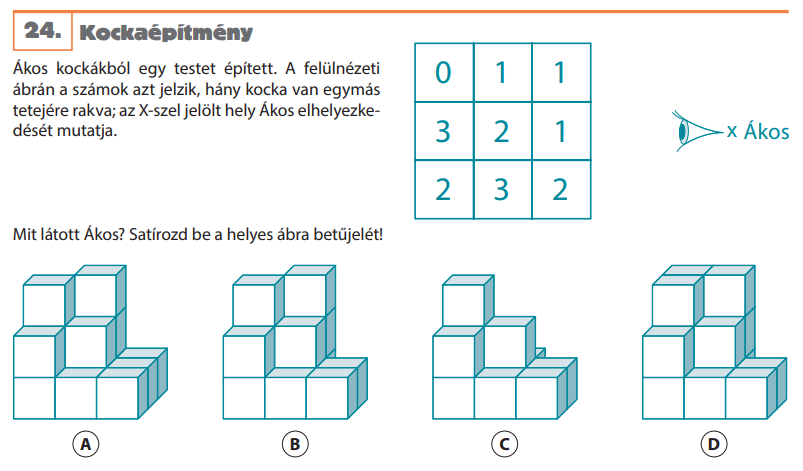 24. Kockaépítmény
Ákos kockákból egy testet épített. A felülnézeti
ábrán a számok azt jelzik, hány kocka van egymás
tetejére rakva; az X-szel jelölt hely Ákos elhelyezke-
dését mutatja.
0 1 1
3 2 1
2 3 2
x Ákos
Mit látott Ákos? Satírozd be a helyes ábra betűjelét!
A B C D